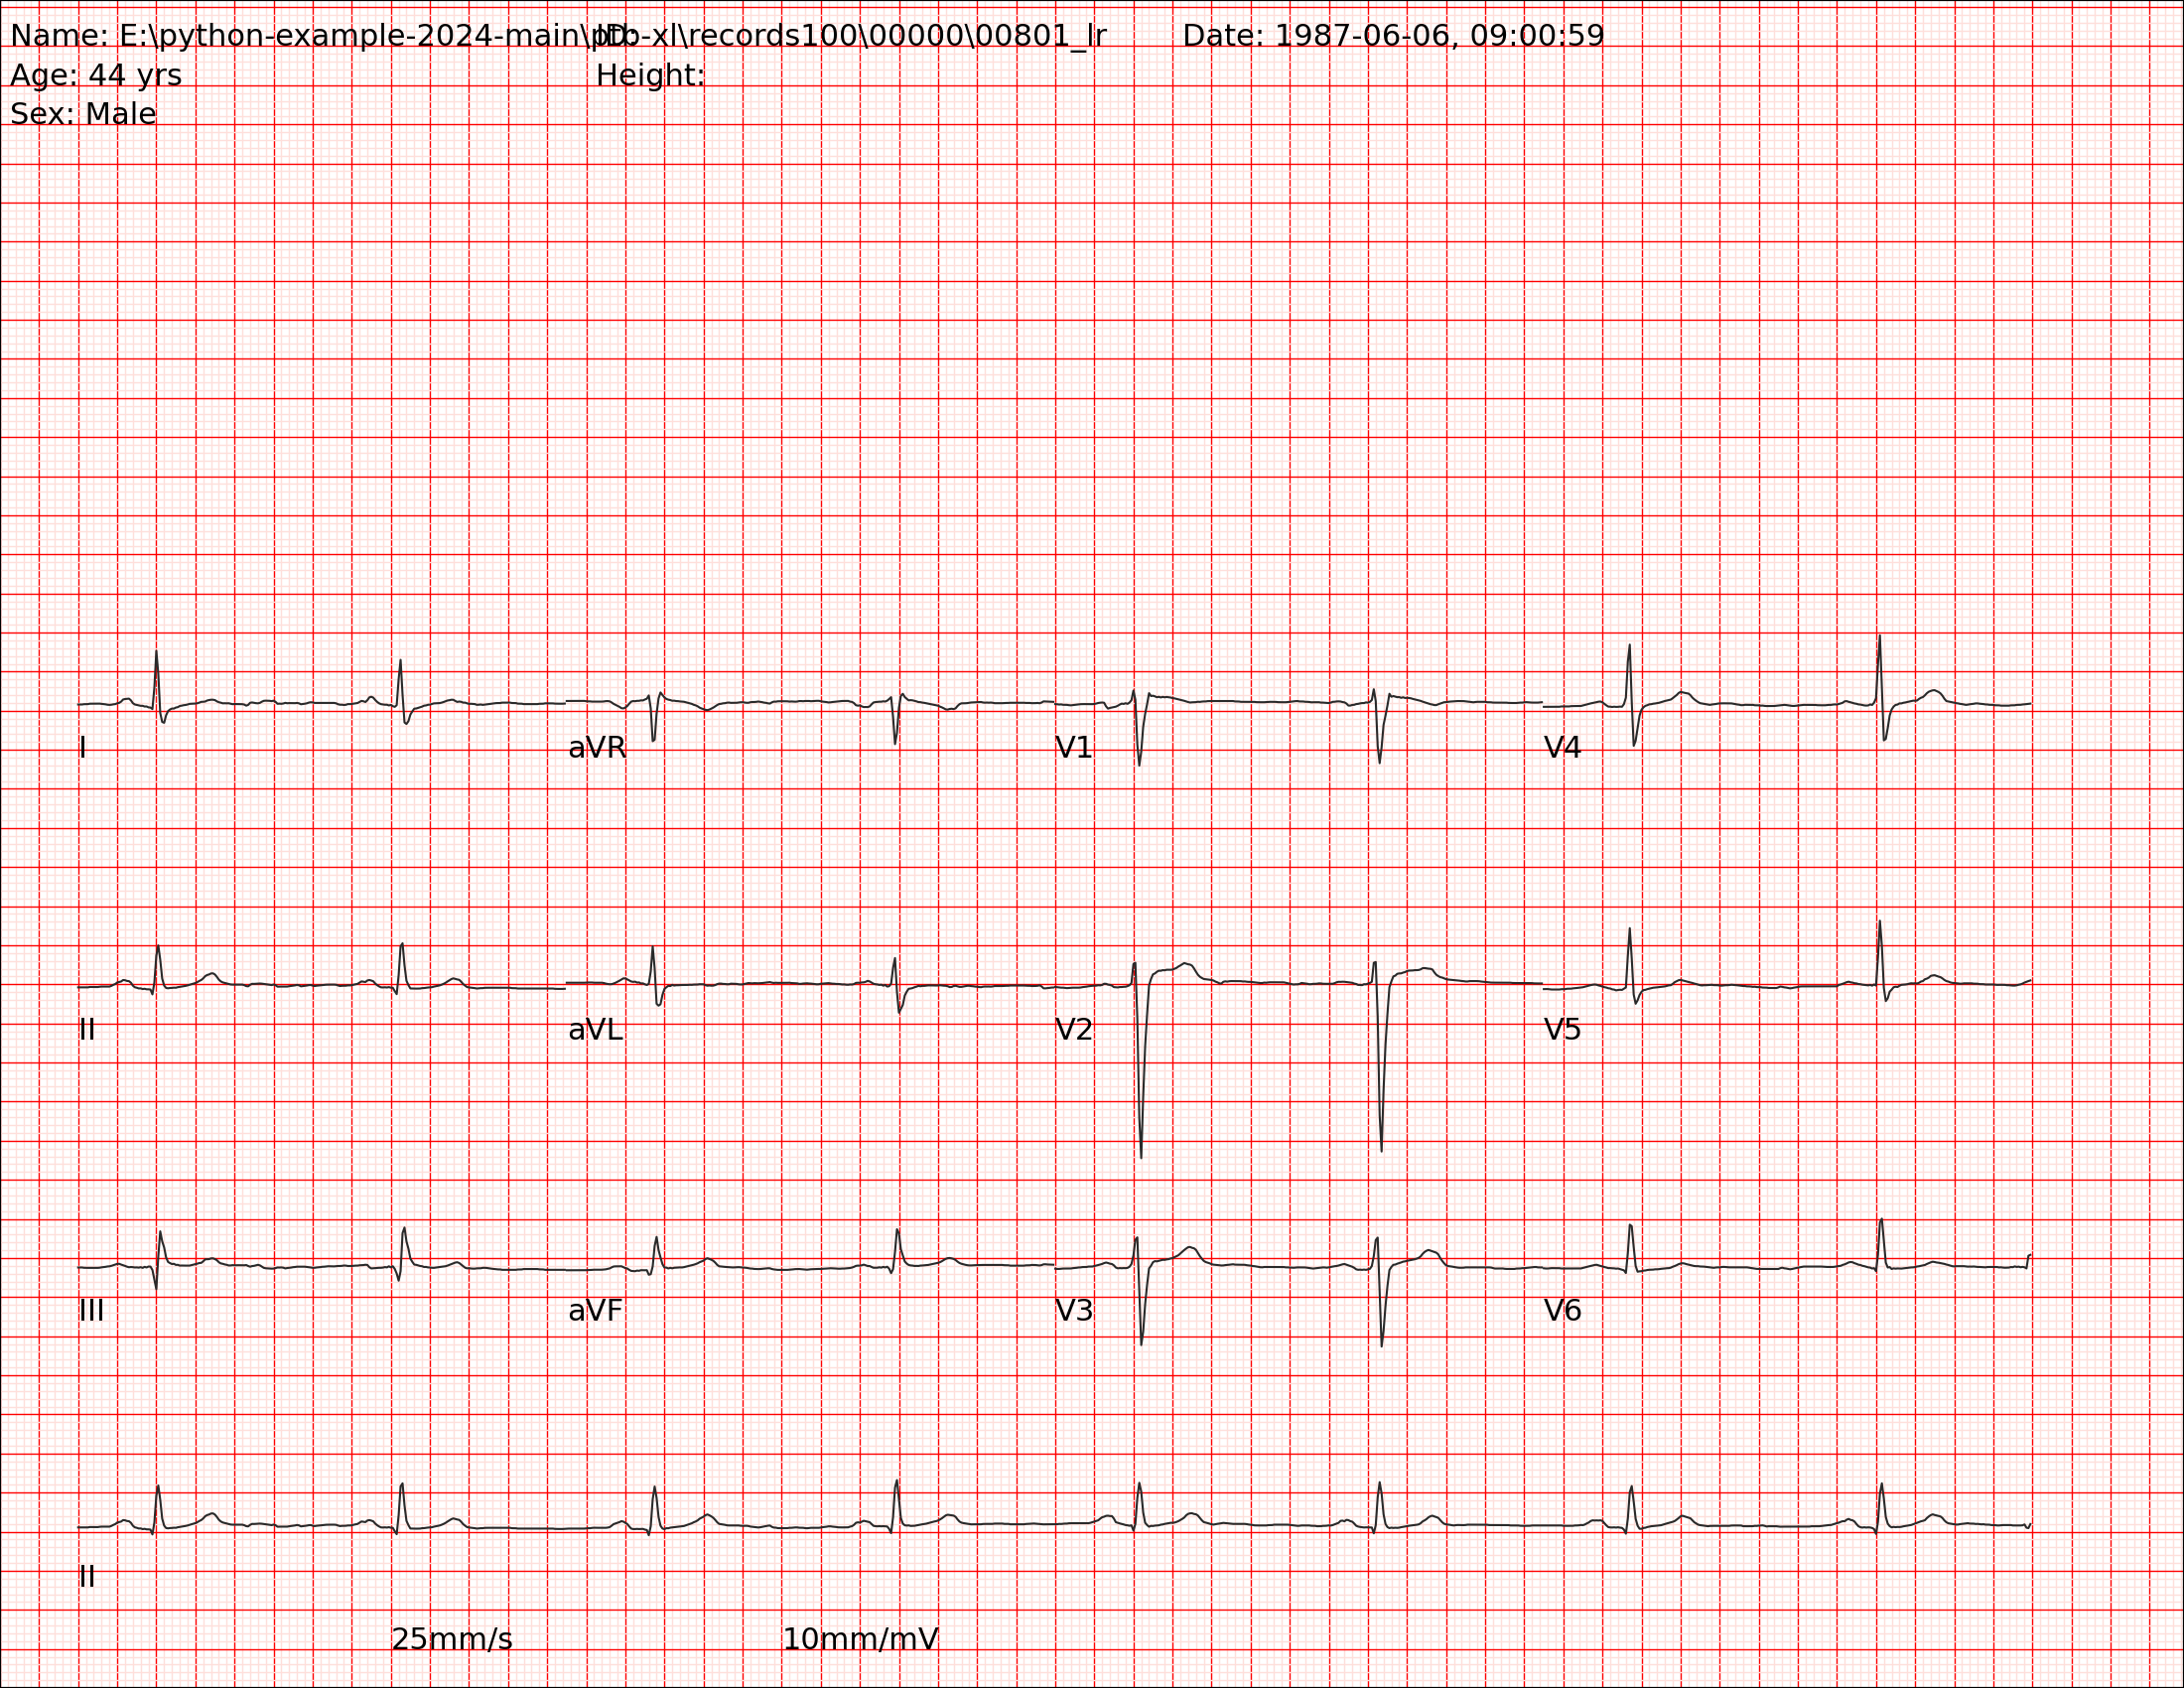 Name: E:\python-example-2024-main\ptb-xl\records100\00000\00801_lr ID: Date: 1987-06-06, 09:00:59
Age: 44 yrs Height:
Sex: Male
I aVR V1 V4
II aVL V2 V5
III aVF V3 V6
II
25mm/s 10mm/mV